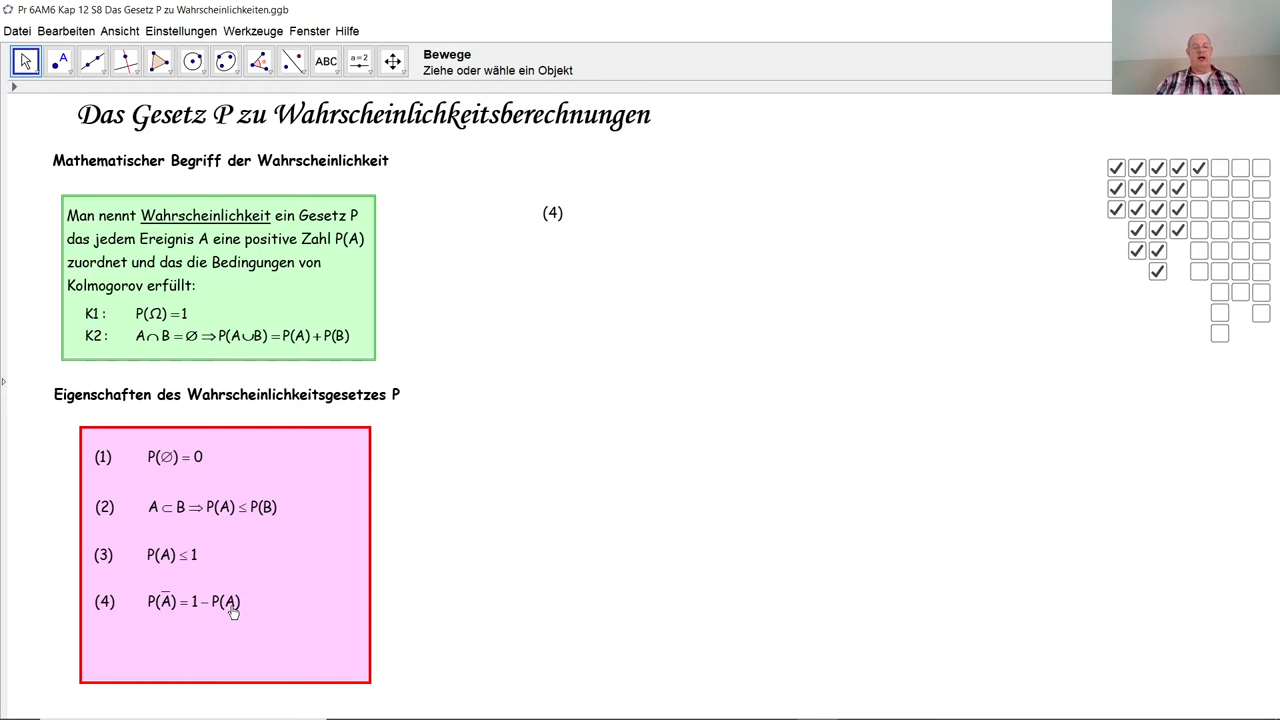 Pr 6AM6 Kap 12 S8 Das Gesetz P zu Wahrscheinlichkeiten.ggb
Datei Bearbeiten Ansicht Einstellungen Werkzeuge Fenster Hilfe
A
α
ABC
a=2
Bewege
Ziehe oder wähle ein Objekt
Das Gesetz P zu Wahrscheinlichkeitsberechnungen
Mathematischer Begriff der Wahrscheinlichkeit
Man nennt Wahrscheinlichkeit ein Gesetz P
das jedem Ereignis A eine positive Zahl P(A)
zuordnet und das die Bedingungen von
Kolmogorov erfüllt:
K1 : P(Ω) = 1
K2 : A ∩ B = ∅ ⇒ P(A ∪ B) = P(A) + P(B)
(4)
Eigenschaften des Wahrscheinlichkeitsgesetzes P
(1) P(∅) = 0
(2) A ⊂ B ⇒ P(A) ≤ P(B)
(3) P(A) ≤ 1
(4) P(A̅) = 1 − P(A)